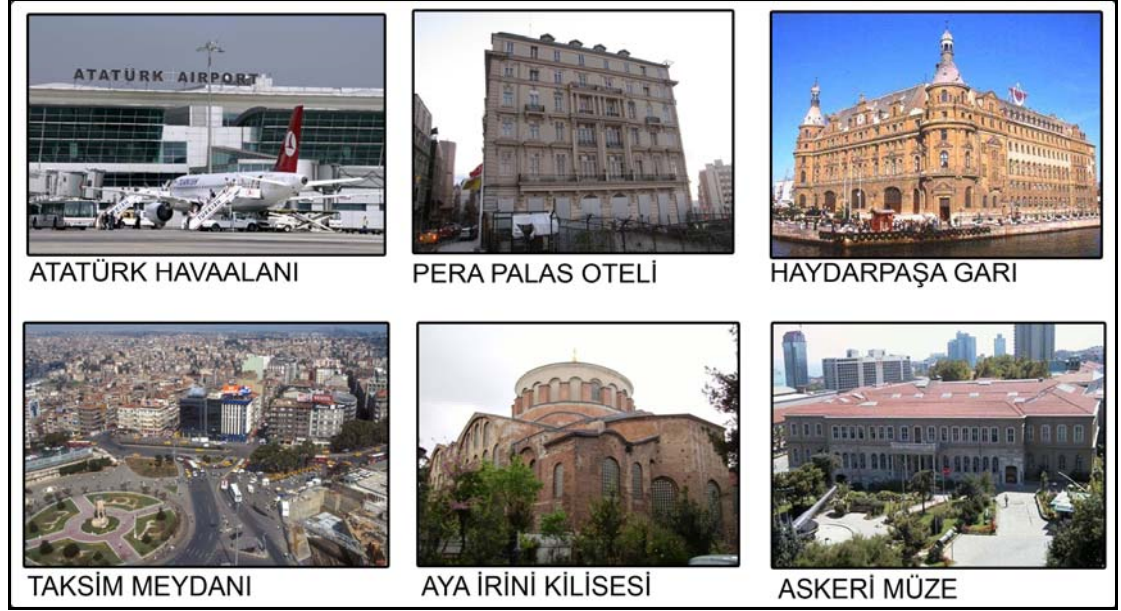 ATATÜRK AIRPORT
ATATÜRK HAVAALANI
PERA PALAS OTELİ
HAYDARPAŞA GARI
TAKSİM MEYDANI
AYA İRİNİ KİLİSESİ
ASKERİ MÜZE